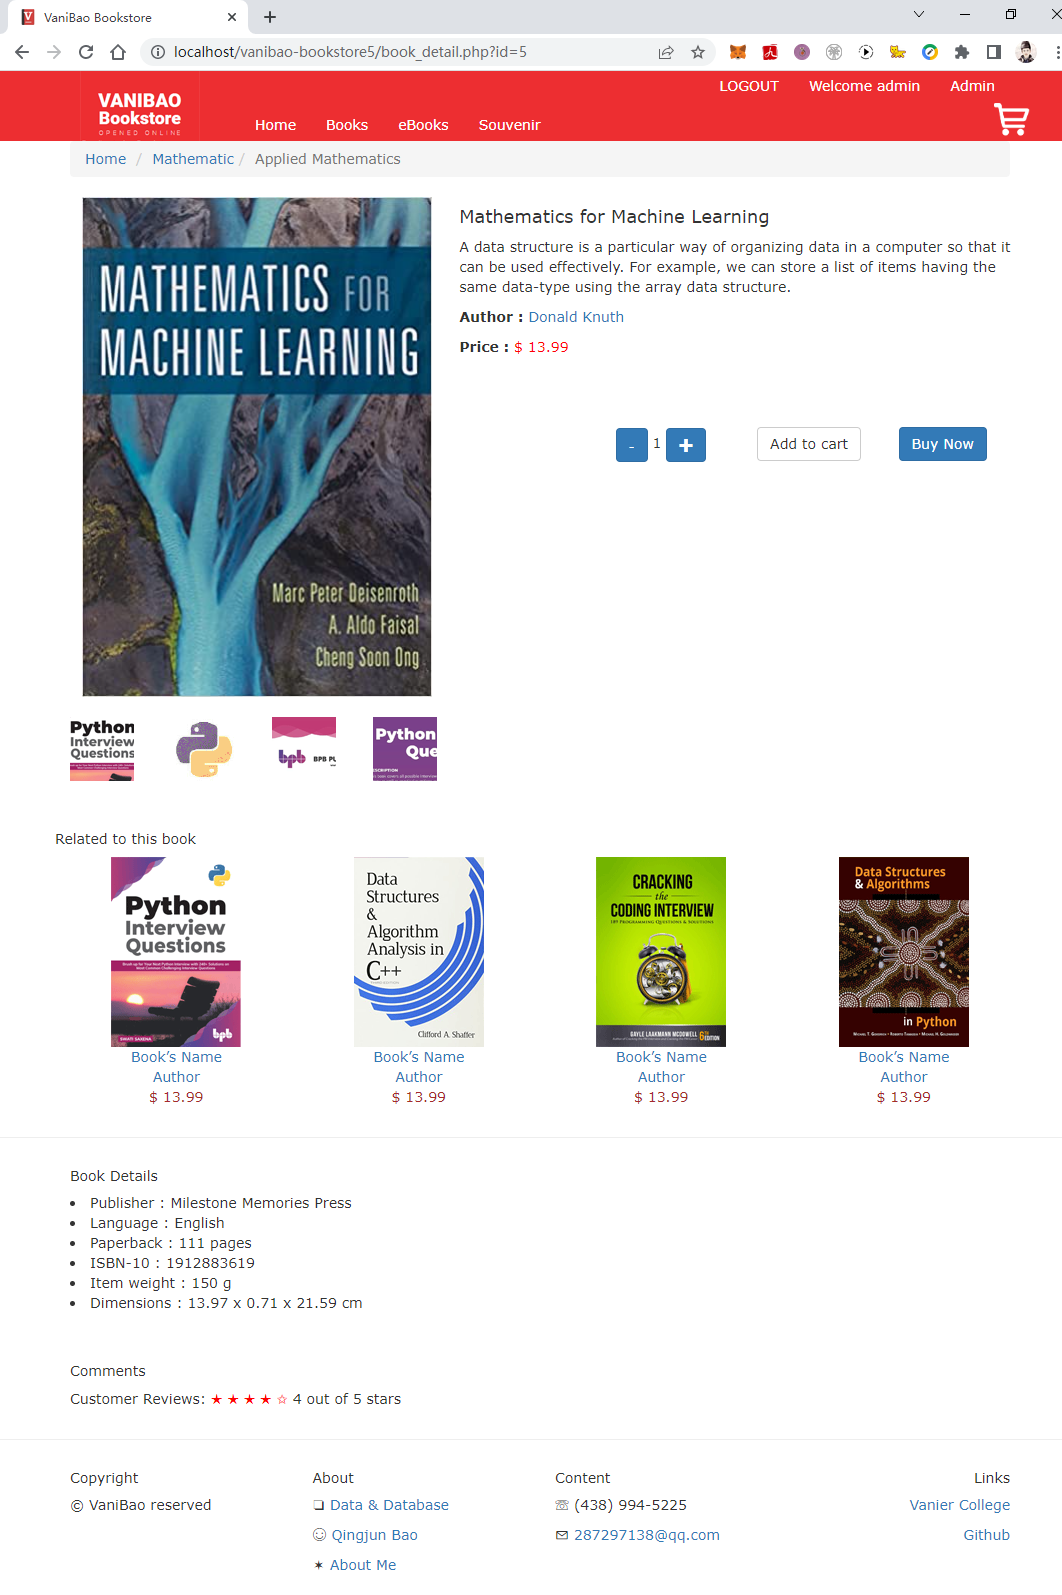 VaniBao Bookstore
localhost/vanibao-bookstore5/book_detail.php?id=5
LOGOUT Welcome admin Admin
VANIBAO
Bookstore
OPENED ONLINE
Home Books eBooks Souvenir
Home / Mathematic / Applied Mathematics
MATHEMATICS FOR
MACHINE LEARNING
Marc Peter Deisenroth
A. Aldo Faisal
Cheng Soon Ong
Mathematics for Machine Learning
A data structure is a particular way of organizing data in a computer so that it
can be used effectively. For example, we can store a list of items having the
same data-type using the array data structure.
Author : Donald Knuth
Price : $ 13.99
- 1 + Add to cart Buy Now
Python
Interview
Questions
bpb BPB PU
Python
Que
Related to this book
Python
Interview
Questions
SWATI SAXENA
bpb
Data
Structures
&
Algorithm
Analysis in
C++
Clifford A. Shaffer
CRACKING
the
CODING INTERVIEW
189 PROGRAMMING QUESTIONS & SOLUTIONS
GAYLE LAAKMANN MCDOWELL
6TH EDITION
Data Structures
& Algorithms
in Python
Book’s Name Book’s Name Book’s Name Book’s Name
Author Author Author Author
$ 13.99 $ 13.99 $ 13.99 $ 13.99
Book Details
• Publisher : Milestone Memories Press
• Language : English
• Paperback : 111 pages
• ISBN-10 : 1912883619
• Item weight : 150 g
• Dimensions : 13.97 x 0.71 x 21.59 cm
Comments
Customer Reviews: ★ ★ ★ ★ ☆ 4 out of 5 stars
Copyright About Content Links
© VaniBao reserved ❏ Data & Database ☏ (438) 994-5225 Vanier College
☺ Qingjun Bao ✉ 287297138@qq.com Github
✶ About Me